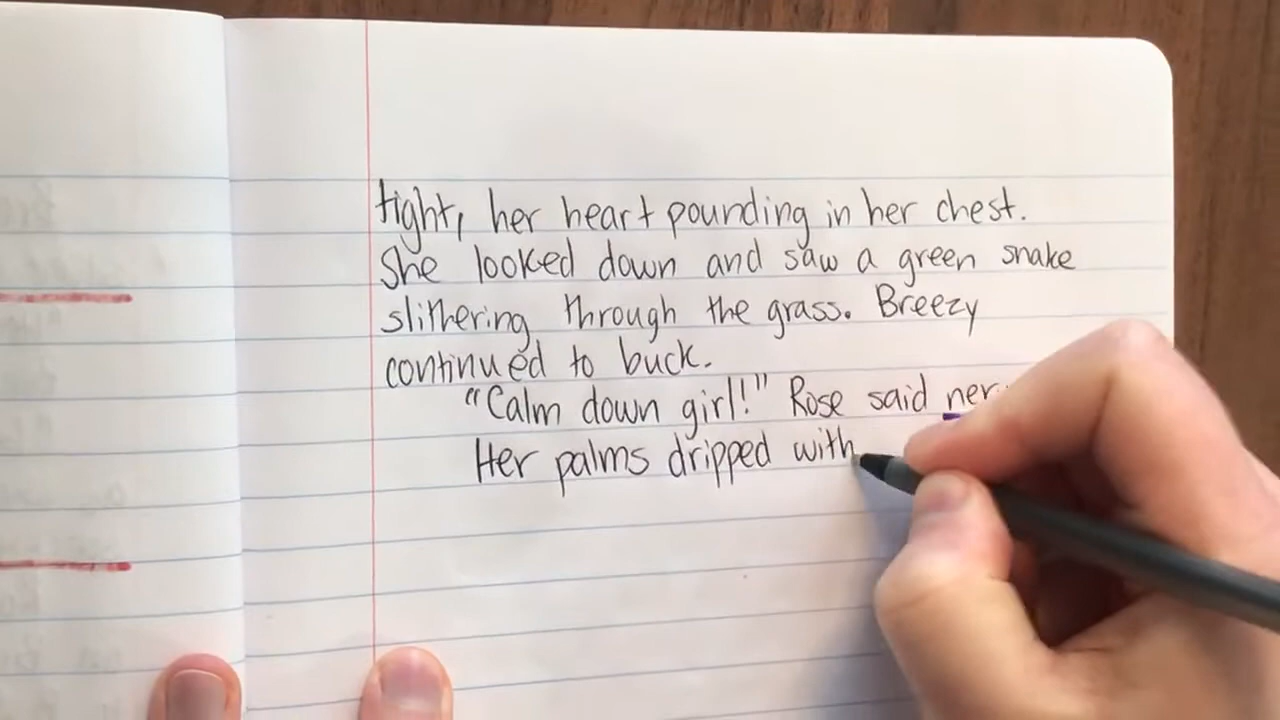 tight, her heart pounding in her chest.
She looked down and saw a green snake
slithering through the grass. Breezy
continued to buck.
"Calm down girl!" Rose said
Her palms dripped with